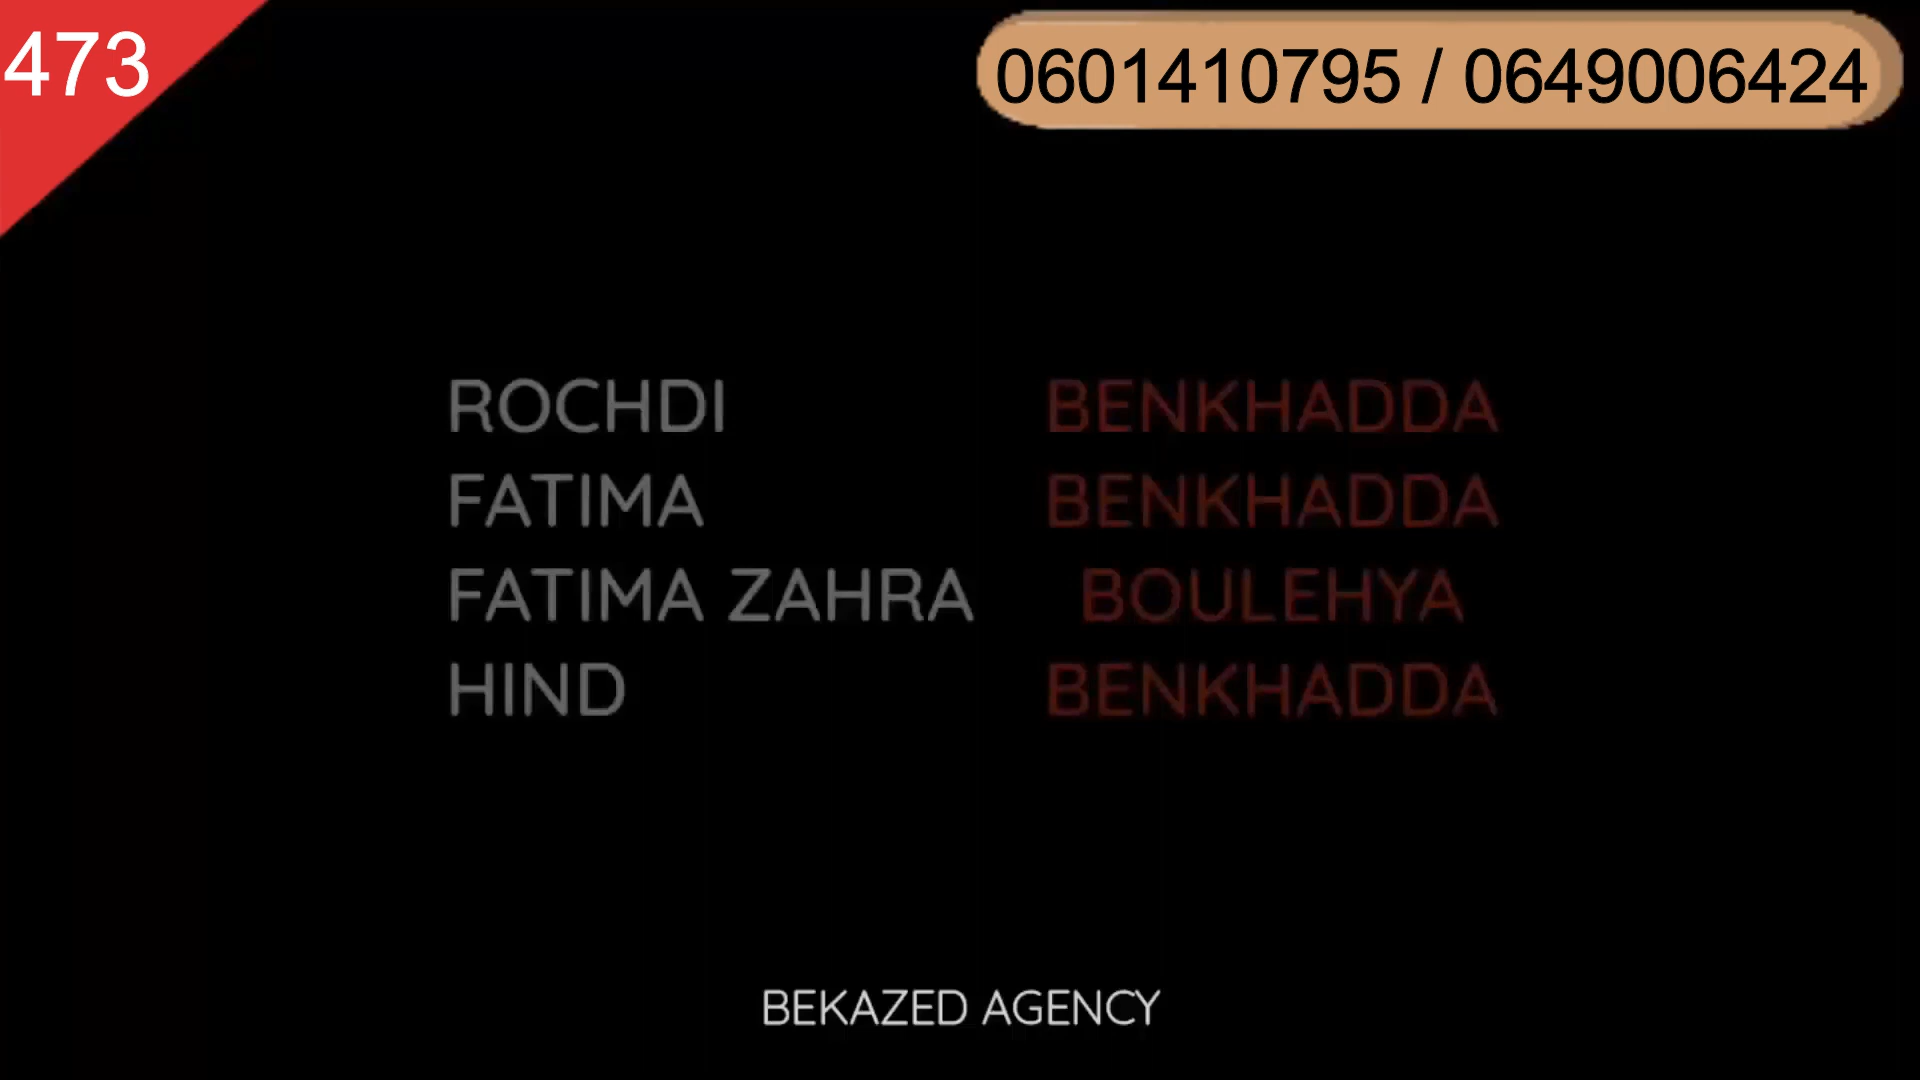 473
0601410795 / 0649006424
ROCHDI BENKHADDA
FATIMA BENKHADDA
FATIMA ZAHRA BOULEHYA
HIND BENKHADDA
BEKAZED AGENCY